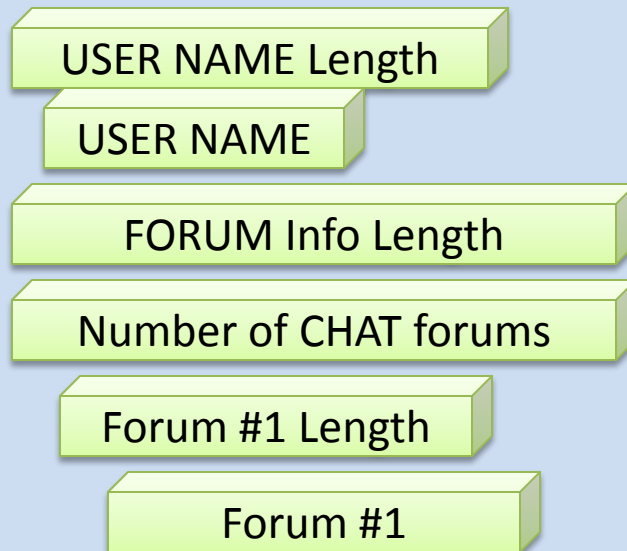 USER NAME Length
USER NAME
FORUM Info Length
Number of CHAT forums
Forum #1 Length
Forum #1